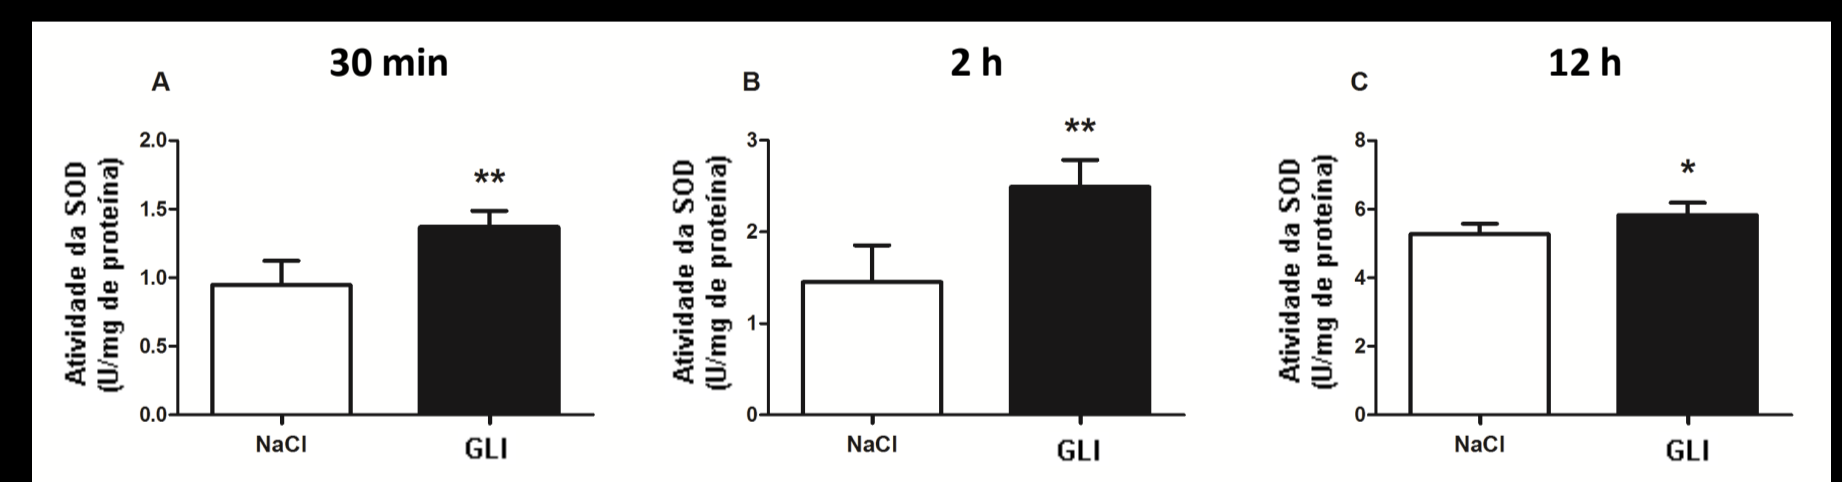 30 min
A
2.0
1.5
1.0
0.5
0.0
Atividade da SOD
(U/mg de proteína)
**
NaCl
GLI
2 h
B
3
2
1
0
Atividade da SOD
(U/mg de proteína)
**
NaCl
GLI
12 h
C
8
6
4
2
0
Atividade da SOD
(U/mg de proteína)
*
NaCl
GLI